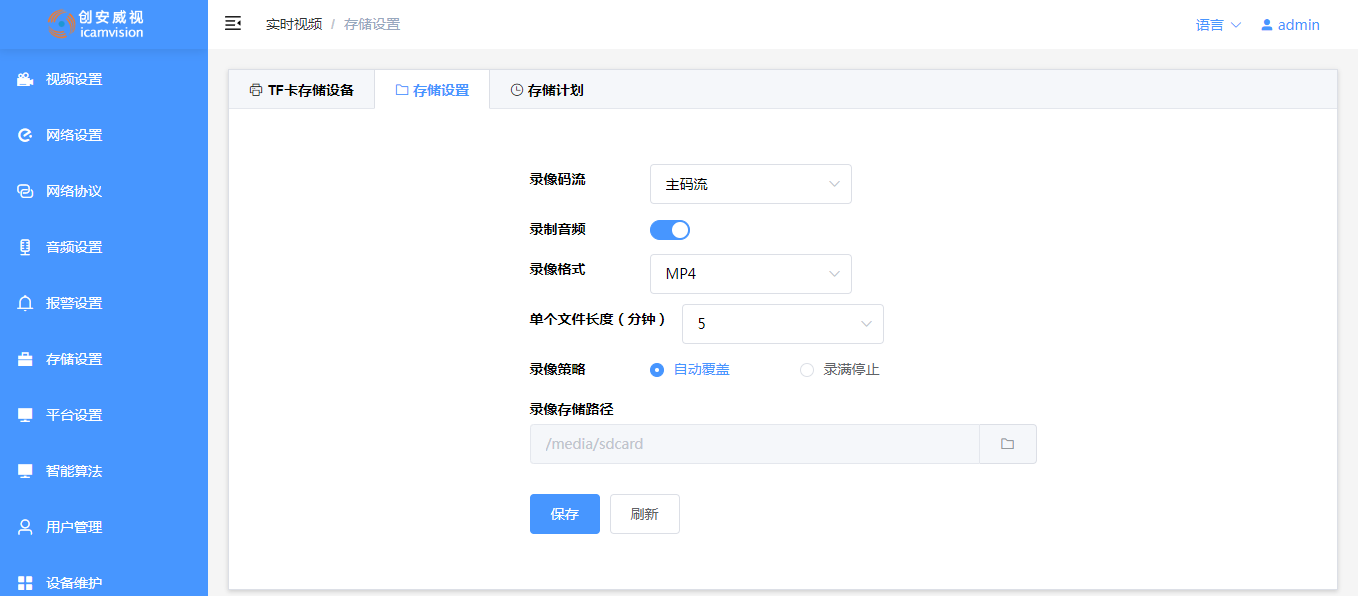 创安威视
icamvision
视频设置
网络设置
网络协议
音频设置
报警设置
存储设置
平台设置
智能算法
用户管理
设备维护
实时视频 / 存储设置
语言 admin
TF卡存储设备 存储设置 存储计划
录像码流 主码流
录制音频
录像格式 MP4
单个文件长度（分钟） 5
录像策略 自动覆盖 录满停止
录像存储路径
/media/sdcard
保存 刷新